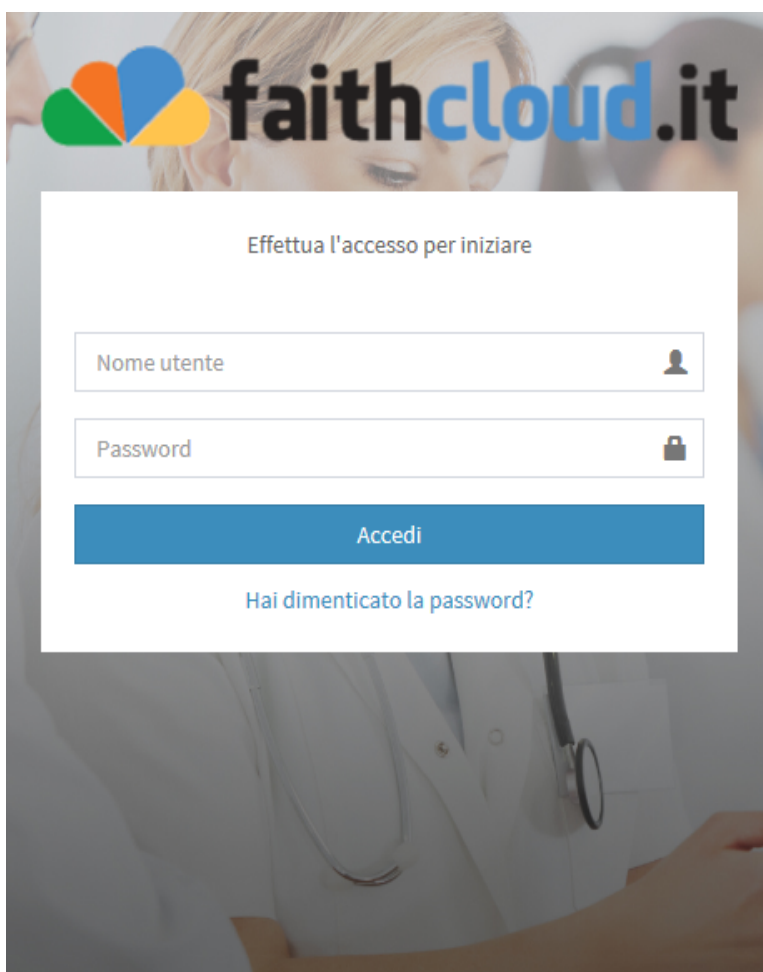 faithcloud.it
Effettua l'accesso per iniziare
Nome utente
Password
Accedi
Hai dimenticato la password?